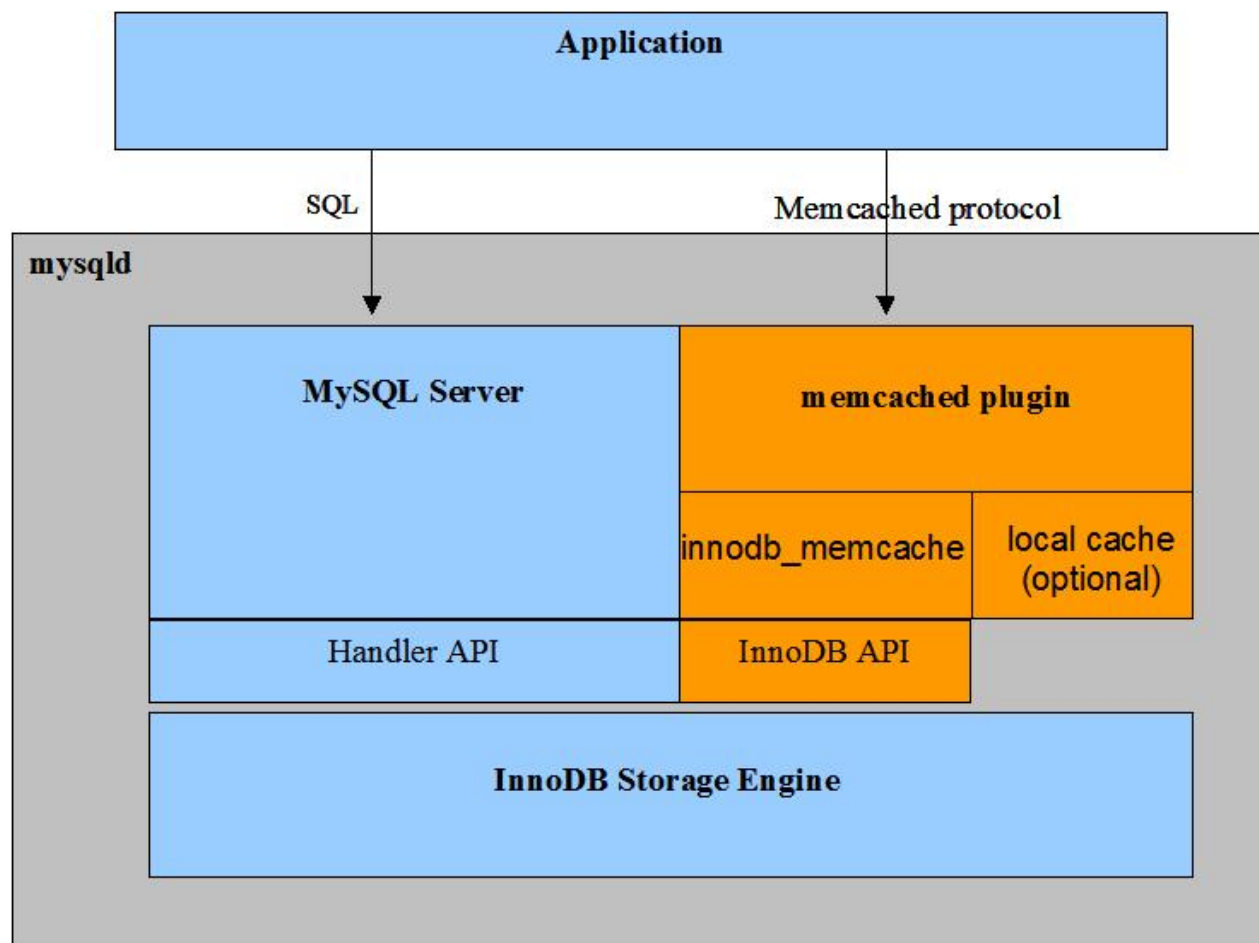 Application
SQL
Memcached protocol
mysqld
MySQL Server
memcached plugin
innodb_memcache
local cache
(optional)
Handler API
InnoDB API
InnoDB Storage Engine